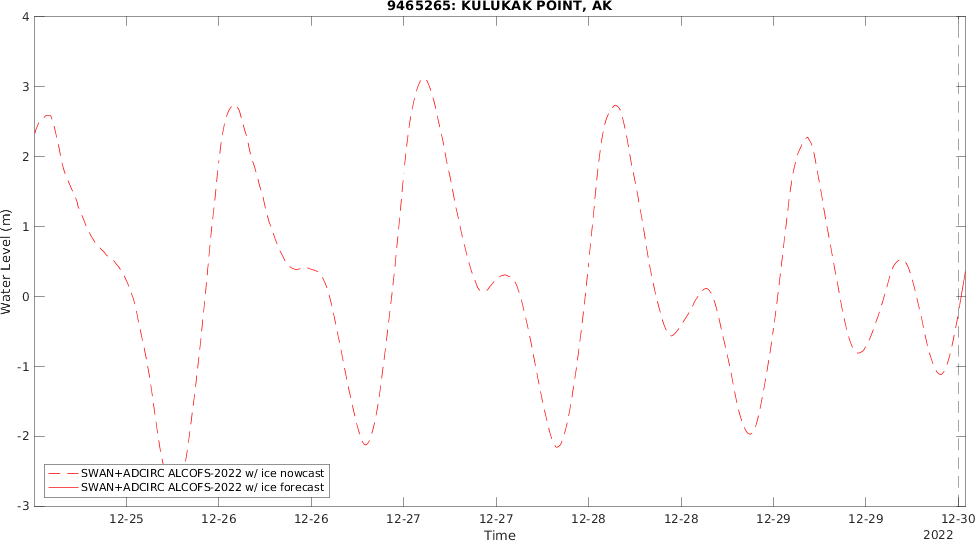 9465265: KULUKAK POINT, AK
4
3
2
1
0
-1
-2
-3
Water Level (m)
SWAN+ADCIRC ALCOFS-2022 w/ ice nowcast
SWAN+ADCIRC ALCOFS-2022 w/ ice forecast
12-25 12-26 12-26 12-27 12-27 12-28 12-28 12-29 12-29 12-30
Time
2022